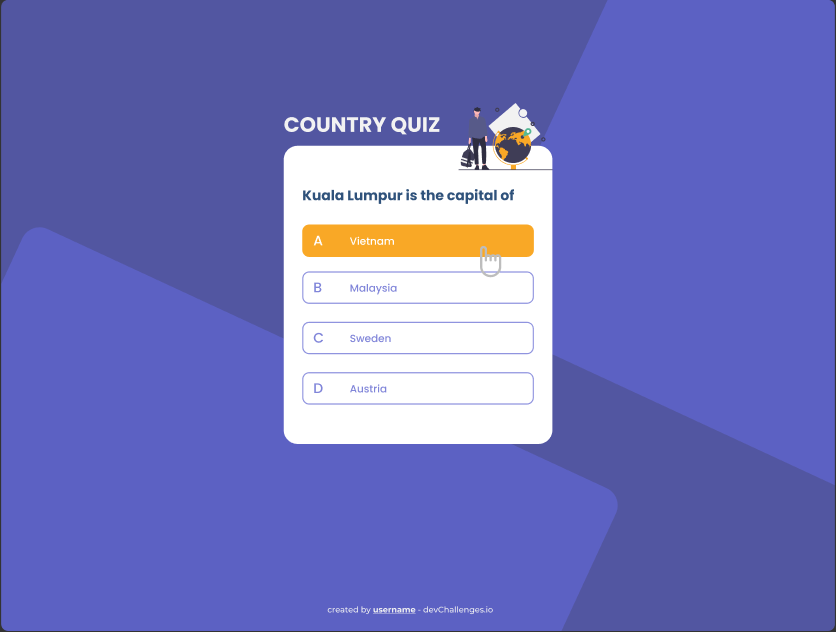 COUNTRY QUIZ
Kuala Lumpur is the capital of
A Vietnam
B Malaysia
C Sweden
D Austria
created by username - devChallenges.io